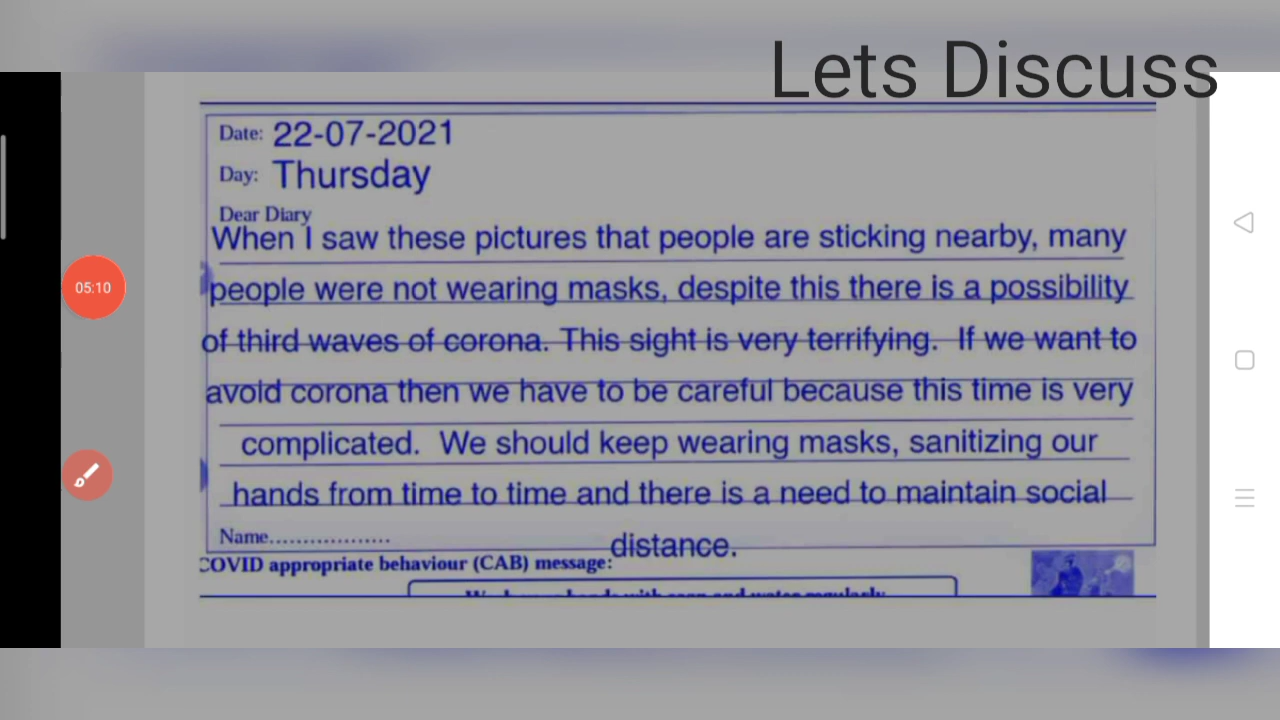 Lets Discuss
Date: 22-07-2021
Day: Thursday
Dear Diary
When I saw these pictures that people are sticking nearby, many
people were not wearing masks, despite this there is a possibility
of third waves of corona. This sight is very terrifying. If we want to
avoid corona then we have to be careful because this time is very
complicated. We should keep wearing masks, sanitizing our
hands from time to time and there is a need to maintain social
distance.
Name..................
COVID appropriate behaviour (CAB) message:
05:10